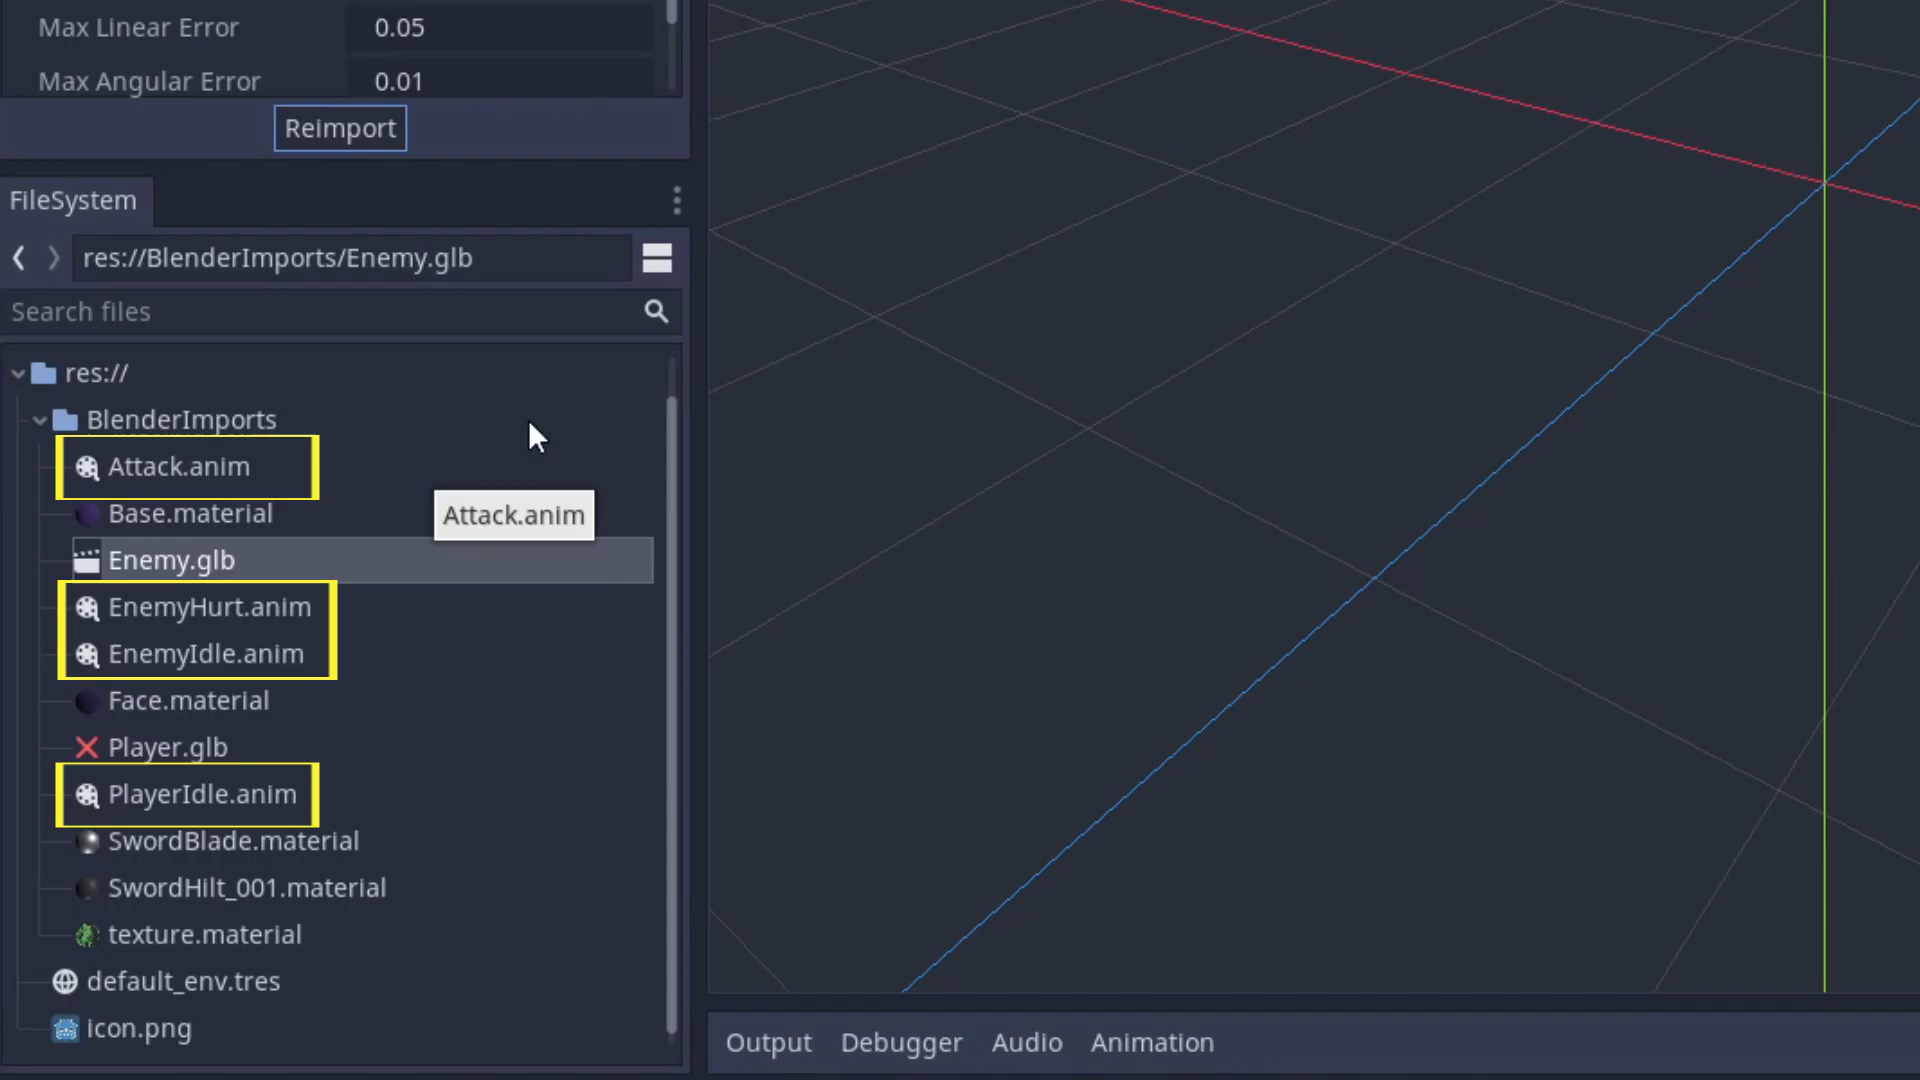 Max Linear Error 0.05
Max Angular Error 0.01
Reimport
FileSystem
res://BlenderImports/Enemy.glb
Search files
res://
BlenderImports
Attack.anim
Base.material
Attack.anim
Enemy.glb
EnemyHurt.anim
EnemyIdle.anim
Face.material
Player.glb
PlayerIdle.anim
SwordBlade.material
SwordHilt_001.material
texture.material
default_env.tres
icon.png
Output Debugger Audio Animation